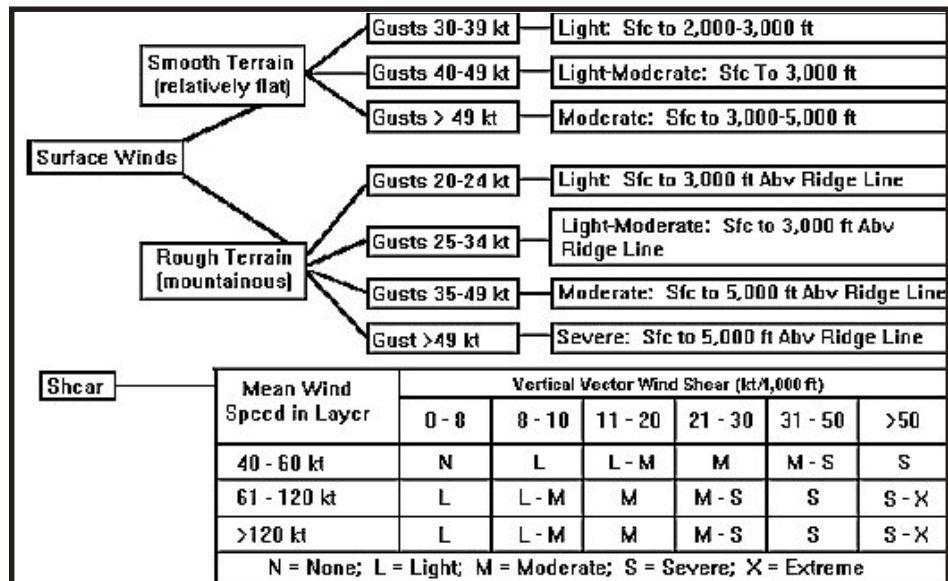 Gusts 30-39 kt Light: Sfc to 2,000-3,000 ft
Smooth Terrain
(relatively flat)
Gusts 40-49 kt Light-Moderate: Sfc To 3,000 ft
Gusts > 49 kt Moderate: Sfc to 3,000-5,000 ft
Surface Winds
Gusts 20-24 kt Light: Sfc to 3,000 ft Abv Ridge Line
Rough Terrain
(mountainous)
Gusts 25-34 kt Light-Moderate: Sfc to 3,000 ft Abv
Ridge Line
Gusts 35-49 kt Moderate: Sfc to 5,000 ft Abv Ridge Line
Gust >49 kt Severe: Sfc to 5,000 ft Abv Ridge Line
Shear
Mean Wind
Speed in Layer
Vertical Vector Wind Shear (kt/1,000 ft)
0 - 8 8 - 10 11 - 20 21 - 30 31 - 50 >50
40 - 60 kt N L L - M M M - S S
61 - 120 kt L L - M M M - S S S - X
>120 kt L L - M M M - S S S - X
N = None; L = Light; M = Moderate; S = Severe; X = Extreme